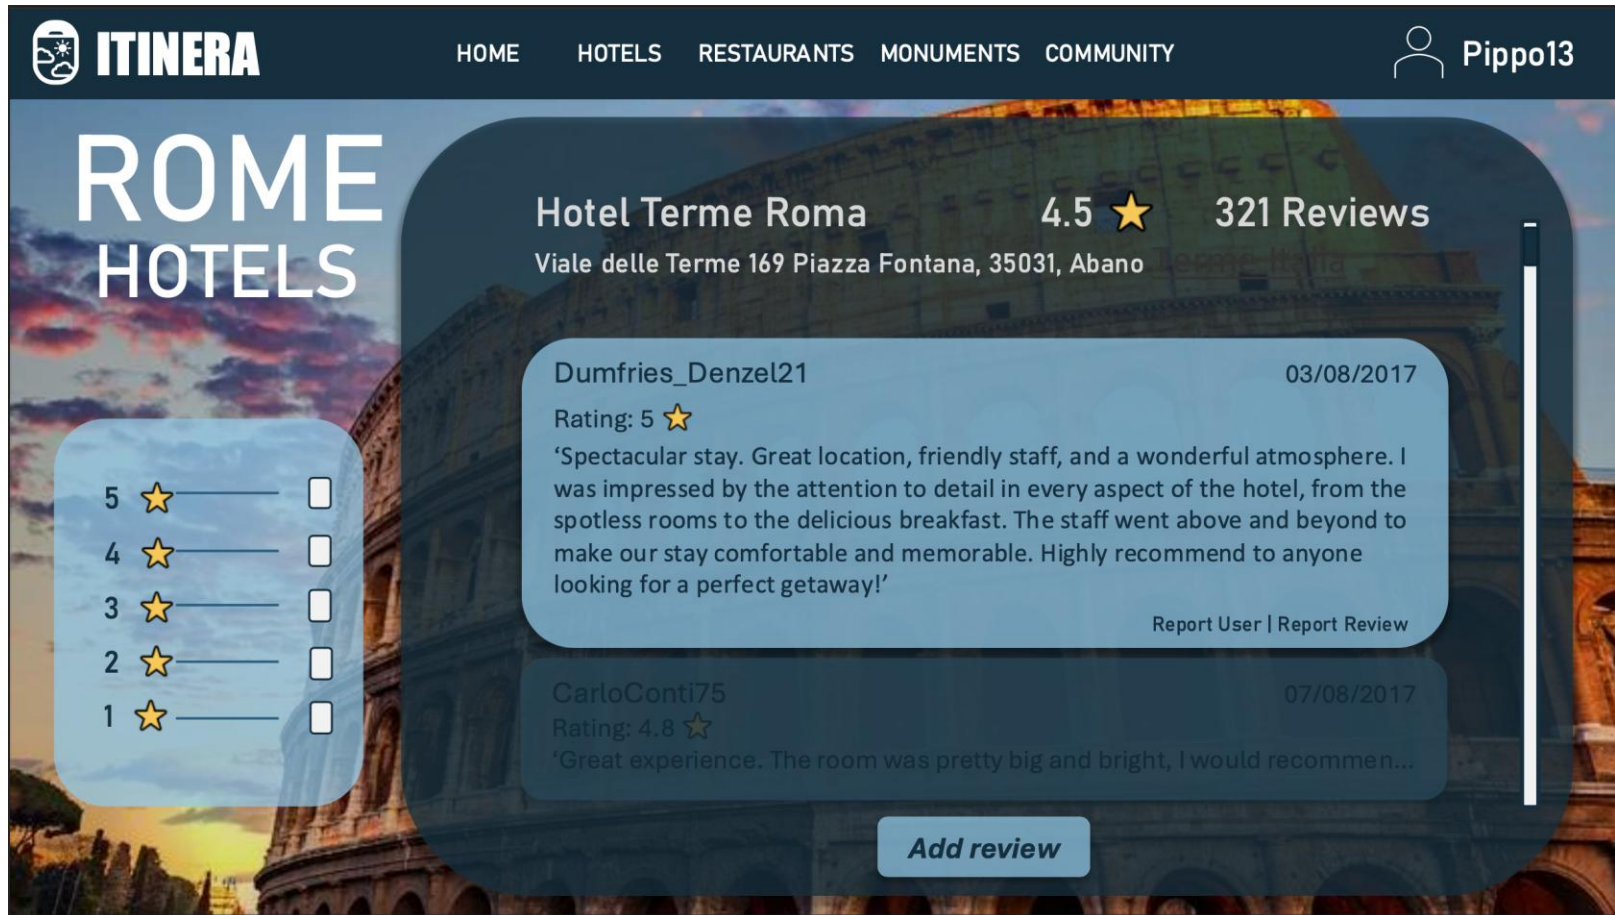 ITINERA
HOME HOTELS RESTAURANTS MONUMENTS COMMUNITY
Pippo13
ROME
HOTELS
5
4
3
2
1
Hotel Terme Roma 4.5 321 Reviews
Viale delle Terme 169 Piazza Fontana, 35031, Abano Terme Italia
Dumfries_Denzel21 03/08/2017
Rating: 5
‘Spectacular stay. Great location, friendly staff, and a wonderful atmosphere. I
was impressed by the attention to detail in every aspect of the hotel, from the
spotless rooms to the delicious breakfast. The staff went above and beyond to
make our stay comfortable and memorable. Highly recommend to anyone
looking for a perfect getaway!’
Report User | Report Review
CarloConti75 07/08/2017
Rating: 4.8
‘Great experience. The room was pretty big and bright, I would recommen...
Add review